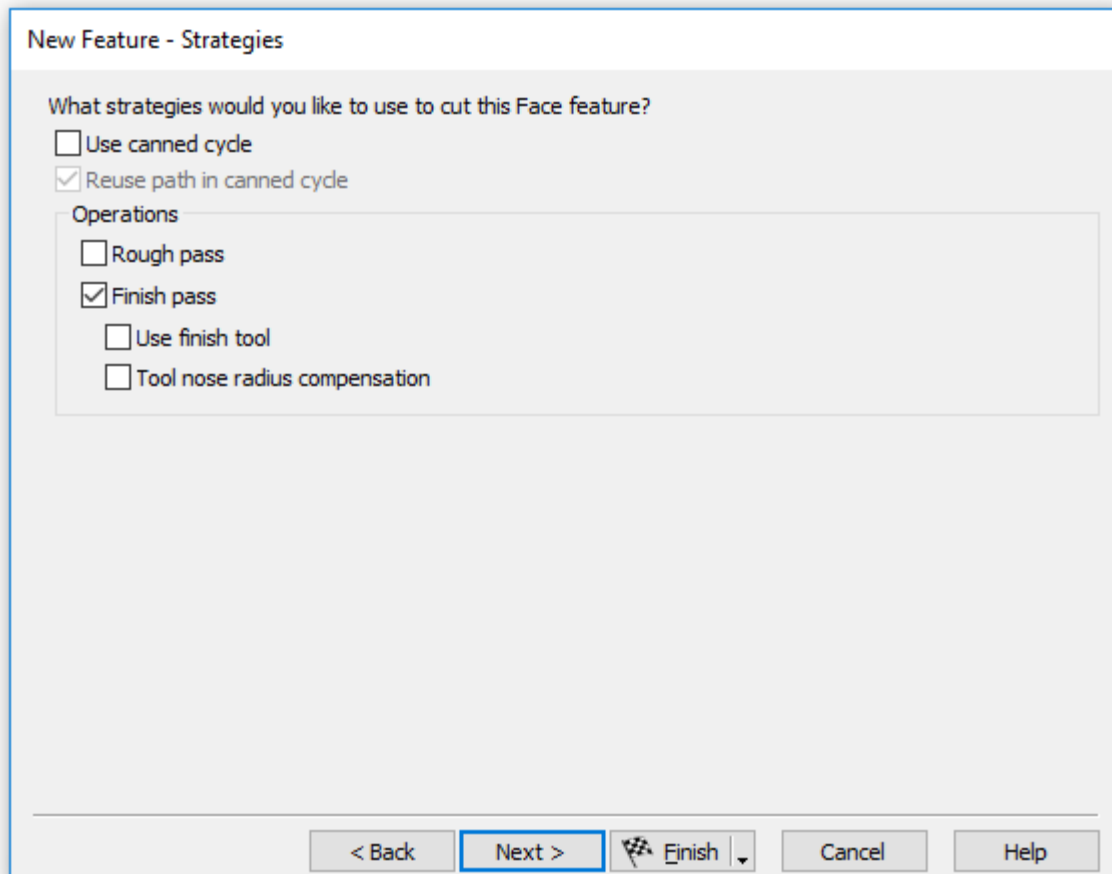 New Feature - Strategies
What strategies would you like to use to cut this Face feature?
Use canned cycle
Reuse path in canned cycle
Operations
Rough pass
Finish pass
Use finish tool
Tool nose radius compensation
< Back Next > Finish Cancel Help